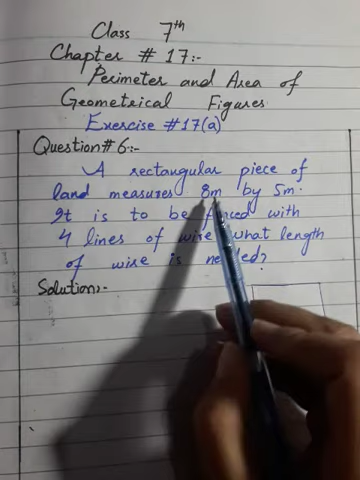 Class 7th
Chapter # 17:-
Perimeter and Area of
Geometrical Figures
Exercise #17(a)
Question#6:-
A rectangular piece of
land measures 8m by 5m.
It is to be fenced with
4 lines of wire what length
of wire is needed?
Solution:-